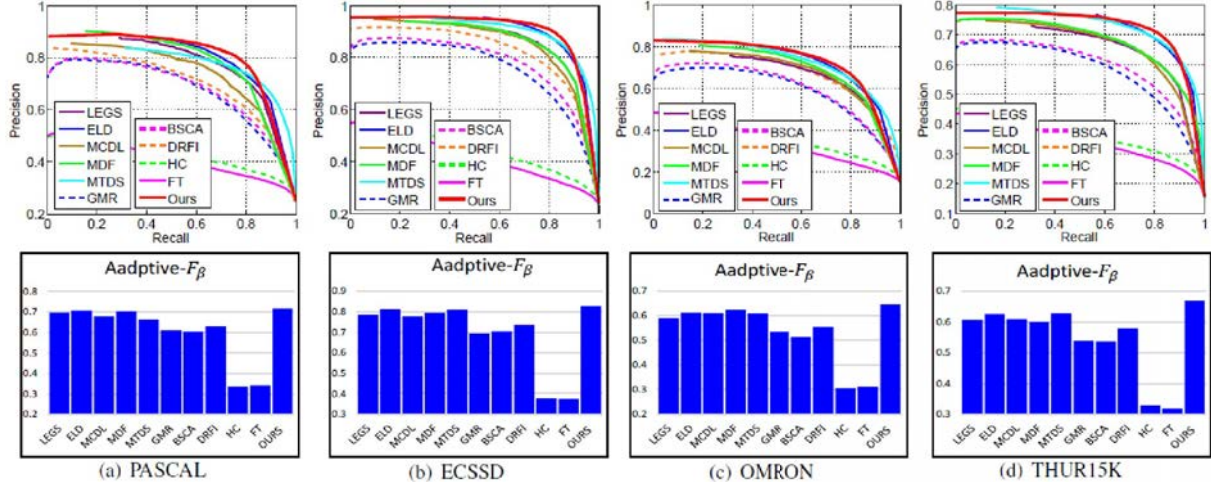 Precision
1
0.8
0.6
0.4
0.2
LEGS
ELD
MCDL
MDF
MTDS
GMR
BSCA
DRFI
HC
FT
Ours
0 0.2 0.4 0.6 0.8 1
Recall
Precision
1
0.8
0.6
0.4
0.2
LEGS
ELD
MCDL
MDF
MTDS
GMR
BSCA
DRFI
HC
FT
Ours
0 0.2 0.4 0.6 0.8 1
Recall
Precision
1
0.8
0.6
0.4
0.2
0
LEGS
ELD
MCDL
MDF
MTDS
GMR
BSCA
DRFI
HC
FT
Ours
0 0.2 0.4 0.6 0.8 1
Recall
Precision
0.8
0.7
0.6
0.5
0.4
0.3
0.2
0.1
LEGS
ELD
MCDL
MDF
MTDS
GMR
BSCA
DRFI
HC
FT
Ours
0 0.2 0.4 0.6 0.8 1
Recall
Aadptive-Fβ
0.8
0.7
0.6
0.5
0.4
0.3
0.2
LEGS ELD MCDL MDF MTDS GMR BSCA DRFI HC FT OURS
(a) PASCAL
Aadptive-Fβ
0.9
0.8
0.7
0.6
0.5
0.4
0.3
LEGS ELD MCDL MDF MTDS GMR BSCA DRFI HC FT OURS
(b) ECSSD
Aadptive-Fβ
0.7
0.6
0.5
0.4
0.3
0.2
LEGS ELD MCDL MDF MTDS GMR BSCA DRFI HC FT OURS
(c) OMRON
Aadptive-Fβ
0.7
0.6
0.5
0.4
0.3
LEGS ELD MCDL MDF MTDS GMR BSCA DRFI HC FT OURS
(d) THUR15K